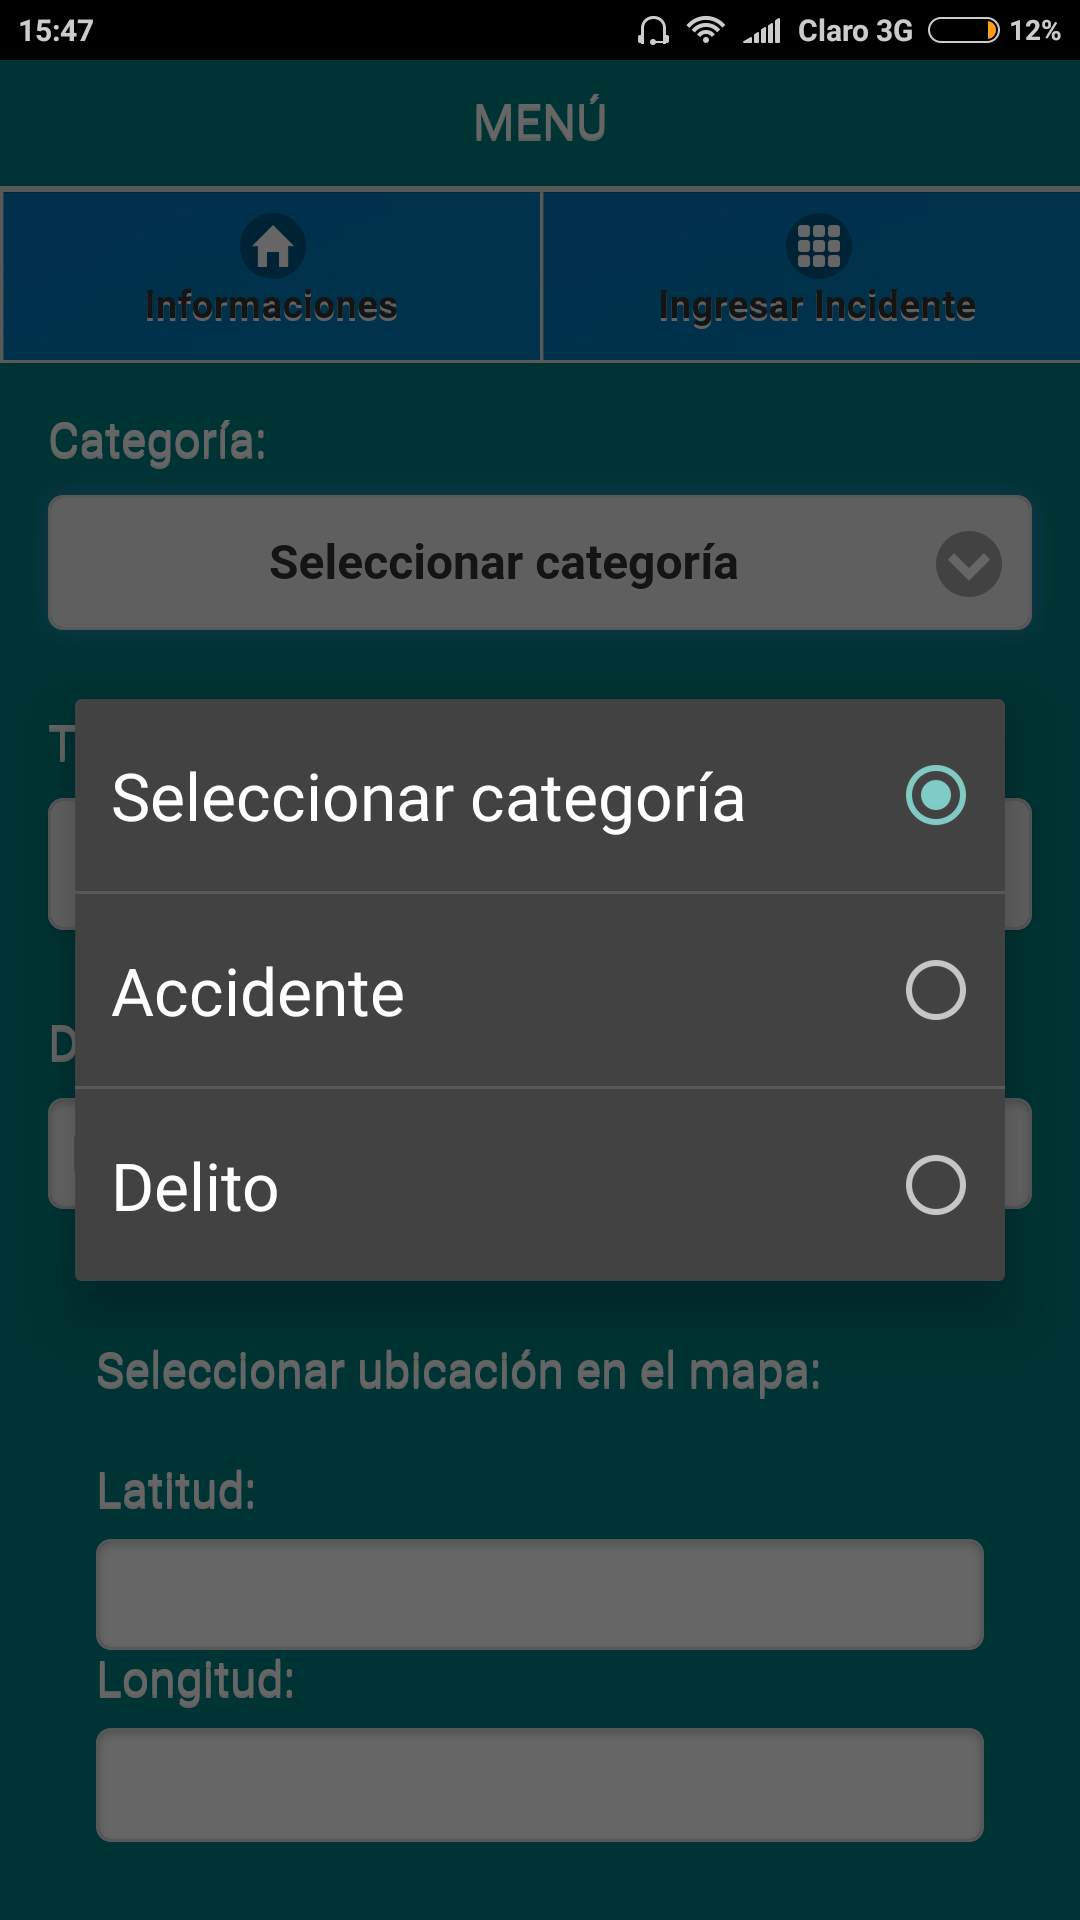 15:47 Claro 3G 12%
MENÚ
Informaciones Ingresar Incidente
Categoría:
Seleccionar categoría
T
Seleccionar categoría
Accidente
D
Delito
Seleccionar ubicación en el mapa:
Latitud:
Longitud: